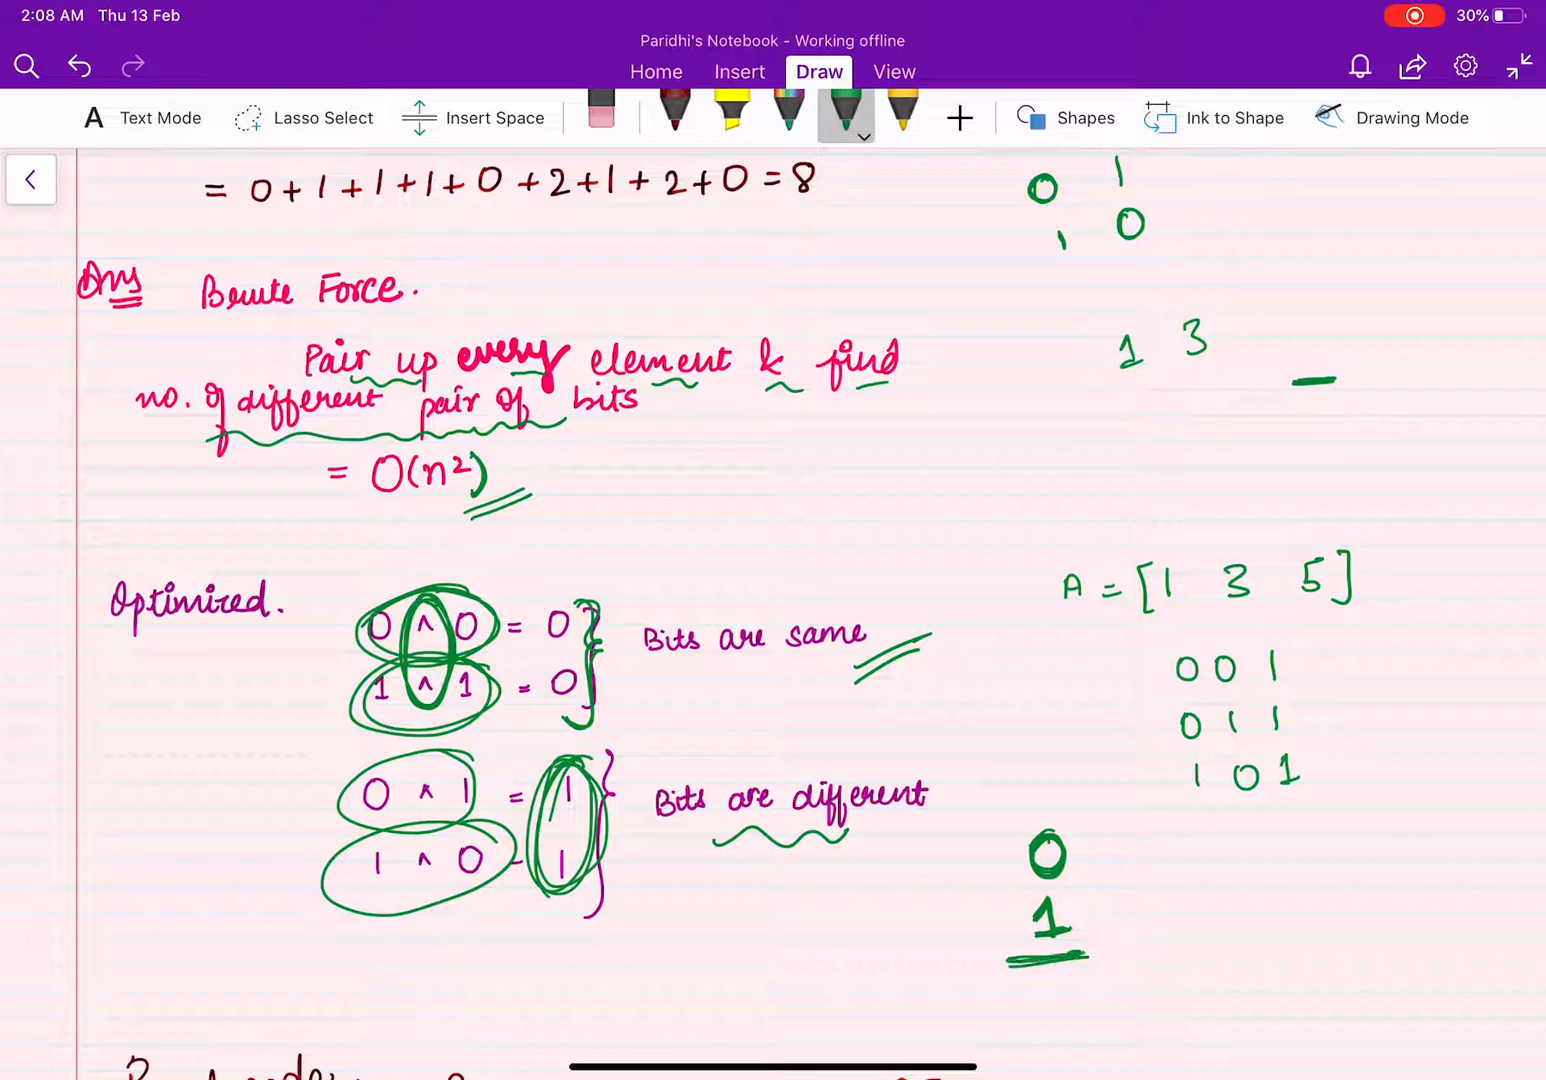 2:08 AM Thu 13 Feb 30%
Paridhi's Notebook - Working offline
Home Insert Draw View
A Text Mode Lasso Select Insert Space Shapes Ink to Shape Drawing Mode
= 0+1+1+1+0+2+1+2+0 = 8
0 1
1 0
Ans Brute Force.
Pair up every element & find
no. of different pair of bits
= O(n²)
1 3
Optimized.
0 ^ 0 = 0
1 ^ 1 = 0
Bits are same
0 ^ 1 = 1
1 ^ 0 - 1
Bits are different
A = [1 3 5]
0 0 1
0 1 1
1 0 1
0
1